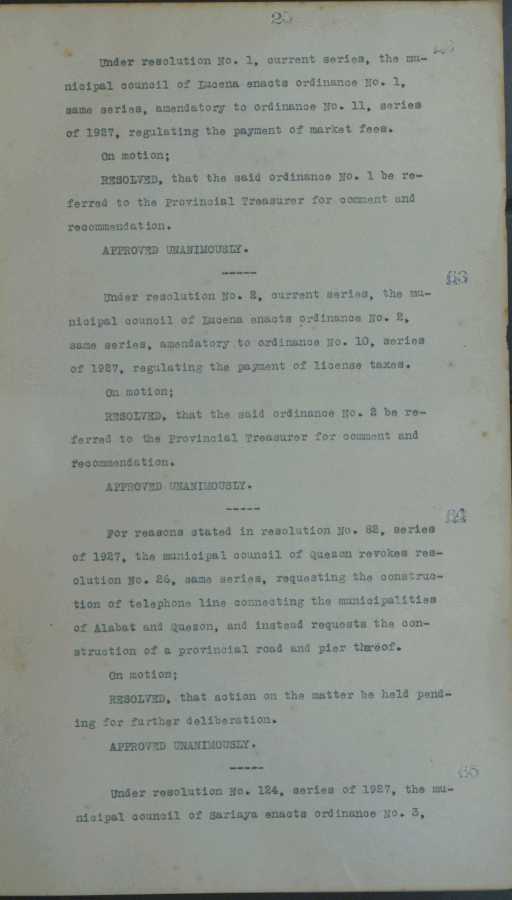 Under resolution No. 1, current series, the mu-
nicipal council of Lucena enacts ordinance No. 1,
same series, amendatory to ordinance No. 11, series
of 1927, regulating the payment of market fees.
On motion;
RESOLVED, that the said ordinance No. 1 be re-
ferred to the Provincial Treasurer for comment and
recommendation.
APPROVED UNANIMOUSLY.
-----
63
Under resolution No. 2, current series, the mu-
nicipal council of Lucena enacts ordinance No. 2,
same series, amendatory to ordinance No. 10, series
of 1927, regulating the payment of license taxes.
On motion;
RESOLVED, that the said ordinance No. 2 be re-
ferred to the Provincial Treasurer for comment and
recommendation.
APPROVED UNANIMOUSLY.
-----
64
For reasons stated in resolution No. 82, series
of 1927, the municipal council of Quezon revokes res-
olution No. 26, same series, requesting the construc-
tion of telephone line connecting the municipalities
of Alabat and Quezon, and instead requests the con-
struction of a provincial road and pier thereof.
On motion;
RESOLVED, that action on the matter be held pend-
ing for further deliberation.
APPROVED UNANIMOUSLY.
-----
65
Under resolution No. 124, series of 1927, the mu-
nicipal council of Sariaya enacts ordinance No. 3,